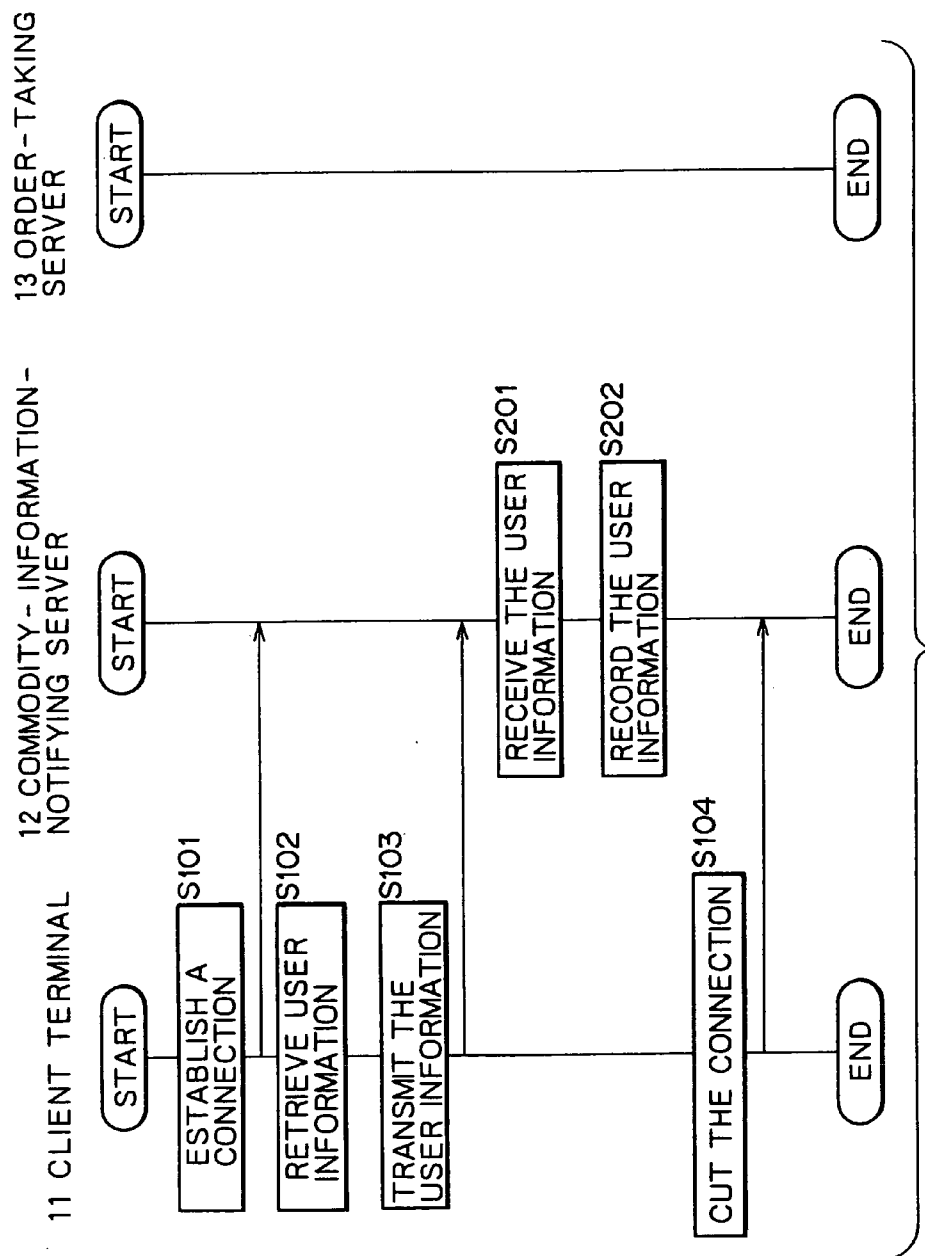 11 CLIENT TERMINAL
START
ESTABLISH A
CONNECTION
S101
RETRIEVE USER
INFORMATION
S102
TRANSMIT THE
USER INFORMATION
S103
CUT THE CONNECTION
S104
END
12 COMMODITY-INFORMATION-
NOTIFYING SERVER
START
RECEIVE THE USER
INFORMATION
S201
RECORD THE USER
INFORMATION
S202
END
13 ORDER-TAKING
SERVER
START
END